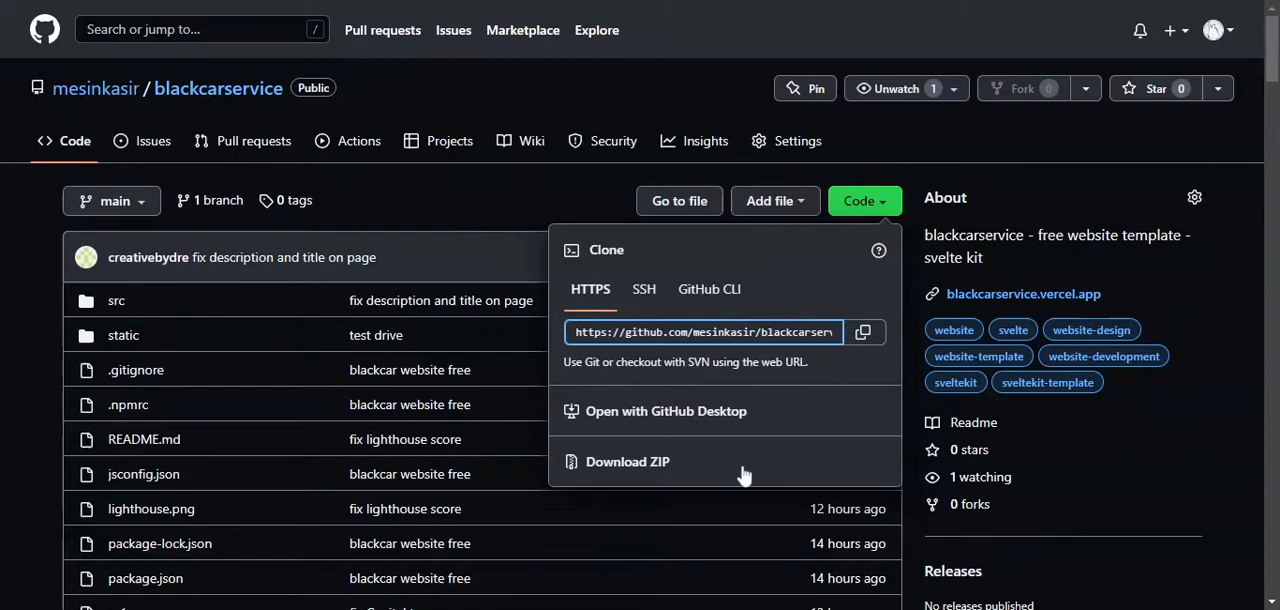 Search or jump to... /
Pull requests Issues Marketplace Explore
mesinkasir / blackcarservice Public
Pin Unwatch 1 Fork 0 Star 0
Code Issues Pull requests Actions Projects Wiki Security Insights Settings
main 1 branch 0 tags Go to file Add file Code
creativebydre fix description and title on page
src fix description and title on page
static test drive
.gitignore blackcar website free
.npmrc blackcar website free
README.md fix lighthouse score
jsconfig.json blackcar website free
lighthouse.png fix lighthouse score 12 hours ago
package-lock.json blackcar website free 14 hours ago
package.json blackcar website free 14 hours ago
Clone
HTTPS SSH GitHub CLI
https://github.com/mesinkasir/blackcarserv
Use Git or checkout with SVN using the web URL.
Open with GitHub Desktop
Download ZIP
About
blackcarservice - free website template -
svelte kit
blackcarservice.vercel.app
website svelte website-design
website-template website-development
sveltekit sveltekit-template
Readme
0 stars
1 watching
0 forks
Releases
No releases published